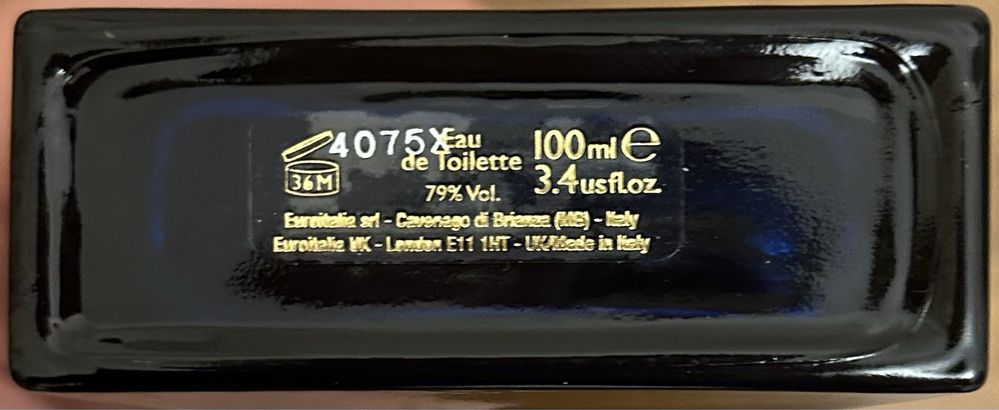 4075X
Eau
de Toilette
100ml e
3.4usfl.oz.
36M
79% Vol.
Euroitalia srl - Cavenago di Brianza (MB) - Italy
Euroitalia UK - London E11 1HT - UK/Made in Italy